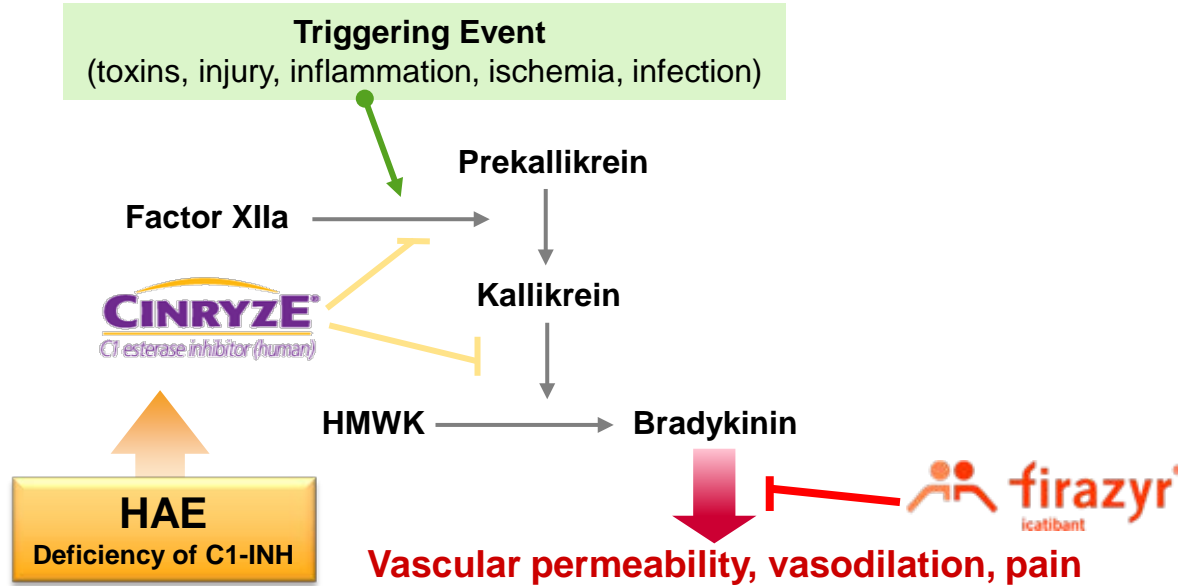 Triggering Event
(toxins, injury, inflammation, ischemia, infection)
Prekallikrein
Factor XIIa
CINRYZE®
C1 esterase inhibitor (human)
Kallikrein
HMWK
Bradykinin
HAE
Deficiency of C1-INH
firazyr®
icatibant
Vascular permeability, vasodilation, pain